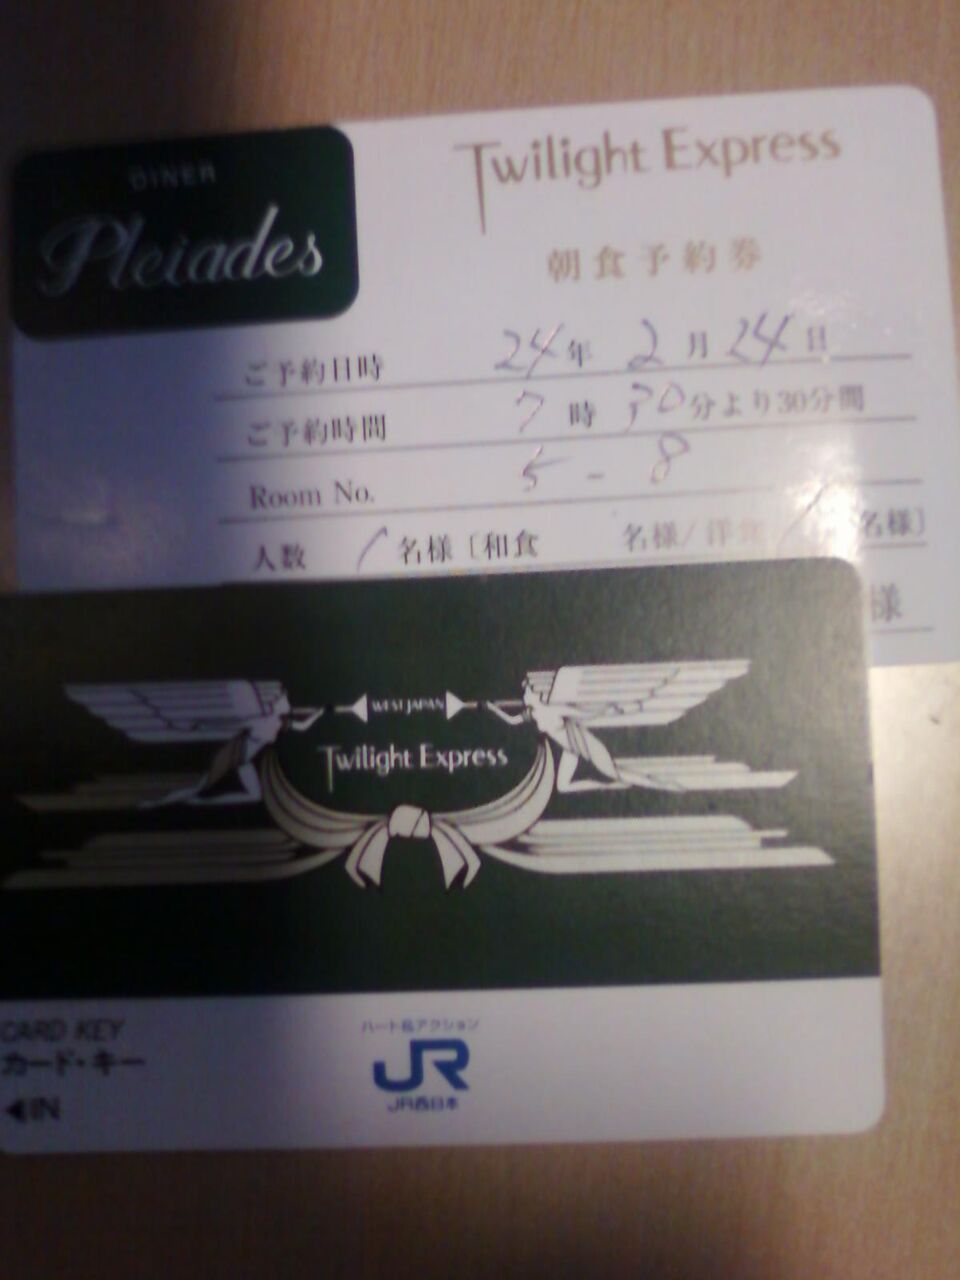 DINER
Pleiades
Twilight Express
朝食予約券
ご予約日時 24年 2月 24日
ご予約時間 7時 30分より30分間
Room No. 5-8
人数 1名様〔和食 名様/洋食 1名様〕
様
WEST JAPAN
Twilight Express
CARD KEY
カード・キー
◀IN
ハート&アクション
JR
JR西日本